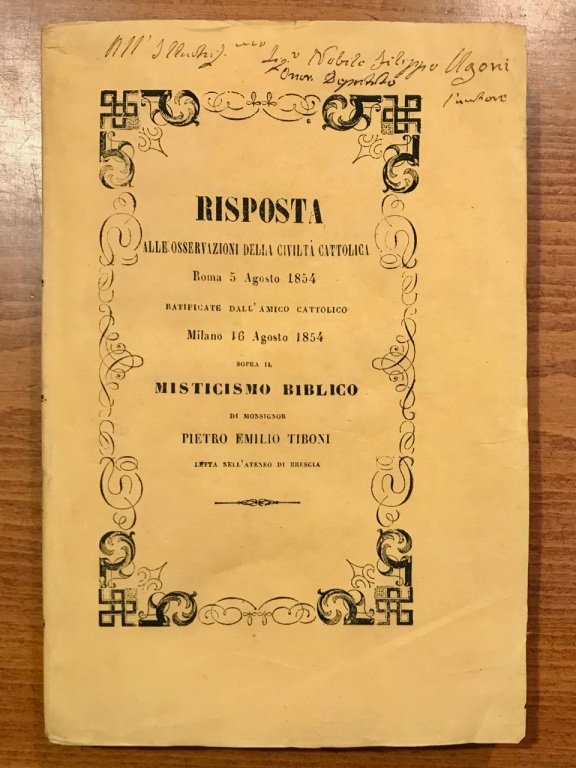 All'Illustris.mo Sig.r Nobile Filippo Ugoni
Onor. Deputato
l'autore
RISPOSTA
ALLE OSSERVAZIONI DELLA CIVILTÀ CATTOLICA
Roma 5 Agosto 1854
RATIFICATE DALL'AMICO CATTOLICO
Milano 16 Agosto 1854
SOPRA IL
MISTICISMO BIBLICO
DI MONSIGNOR
PIETRO EMILIO TIBONI
LETTA NELL'ATENEO DI BRESCIA